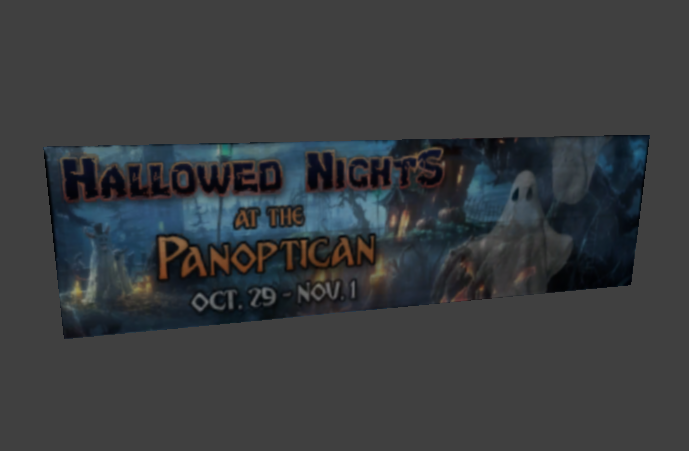 HALLOWED NIGHTS
AT THE
PANOPTICAN
OCT. 29 - NOV. 1